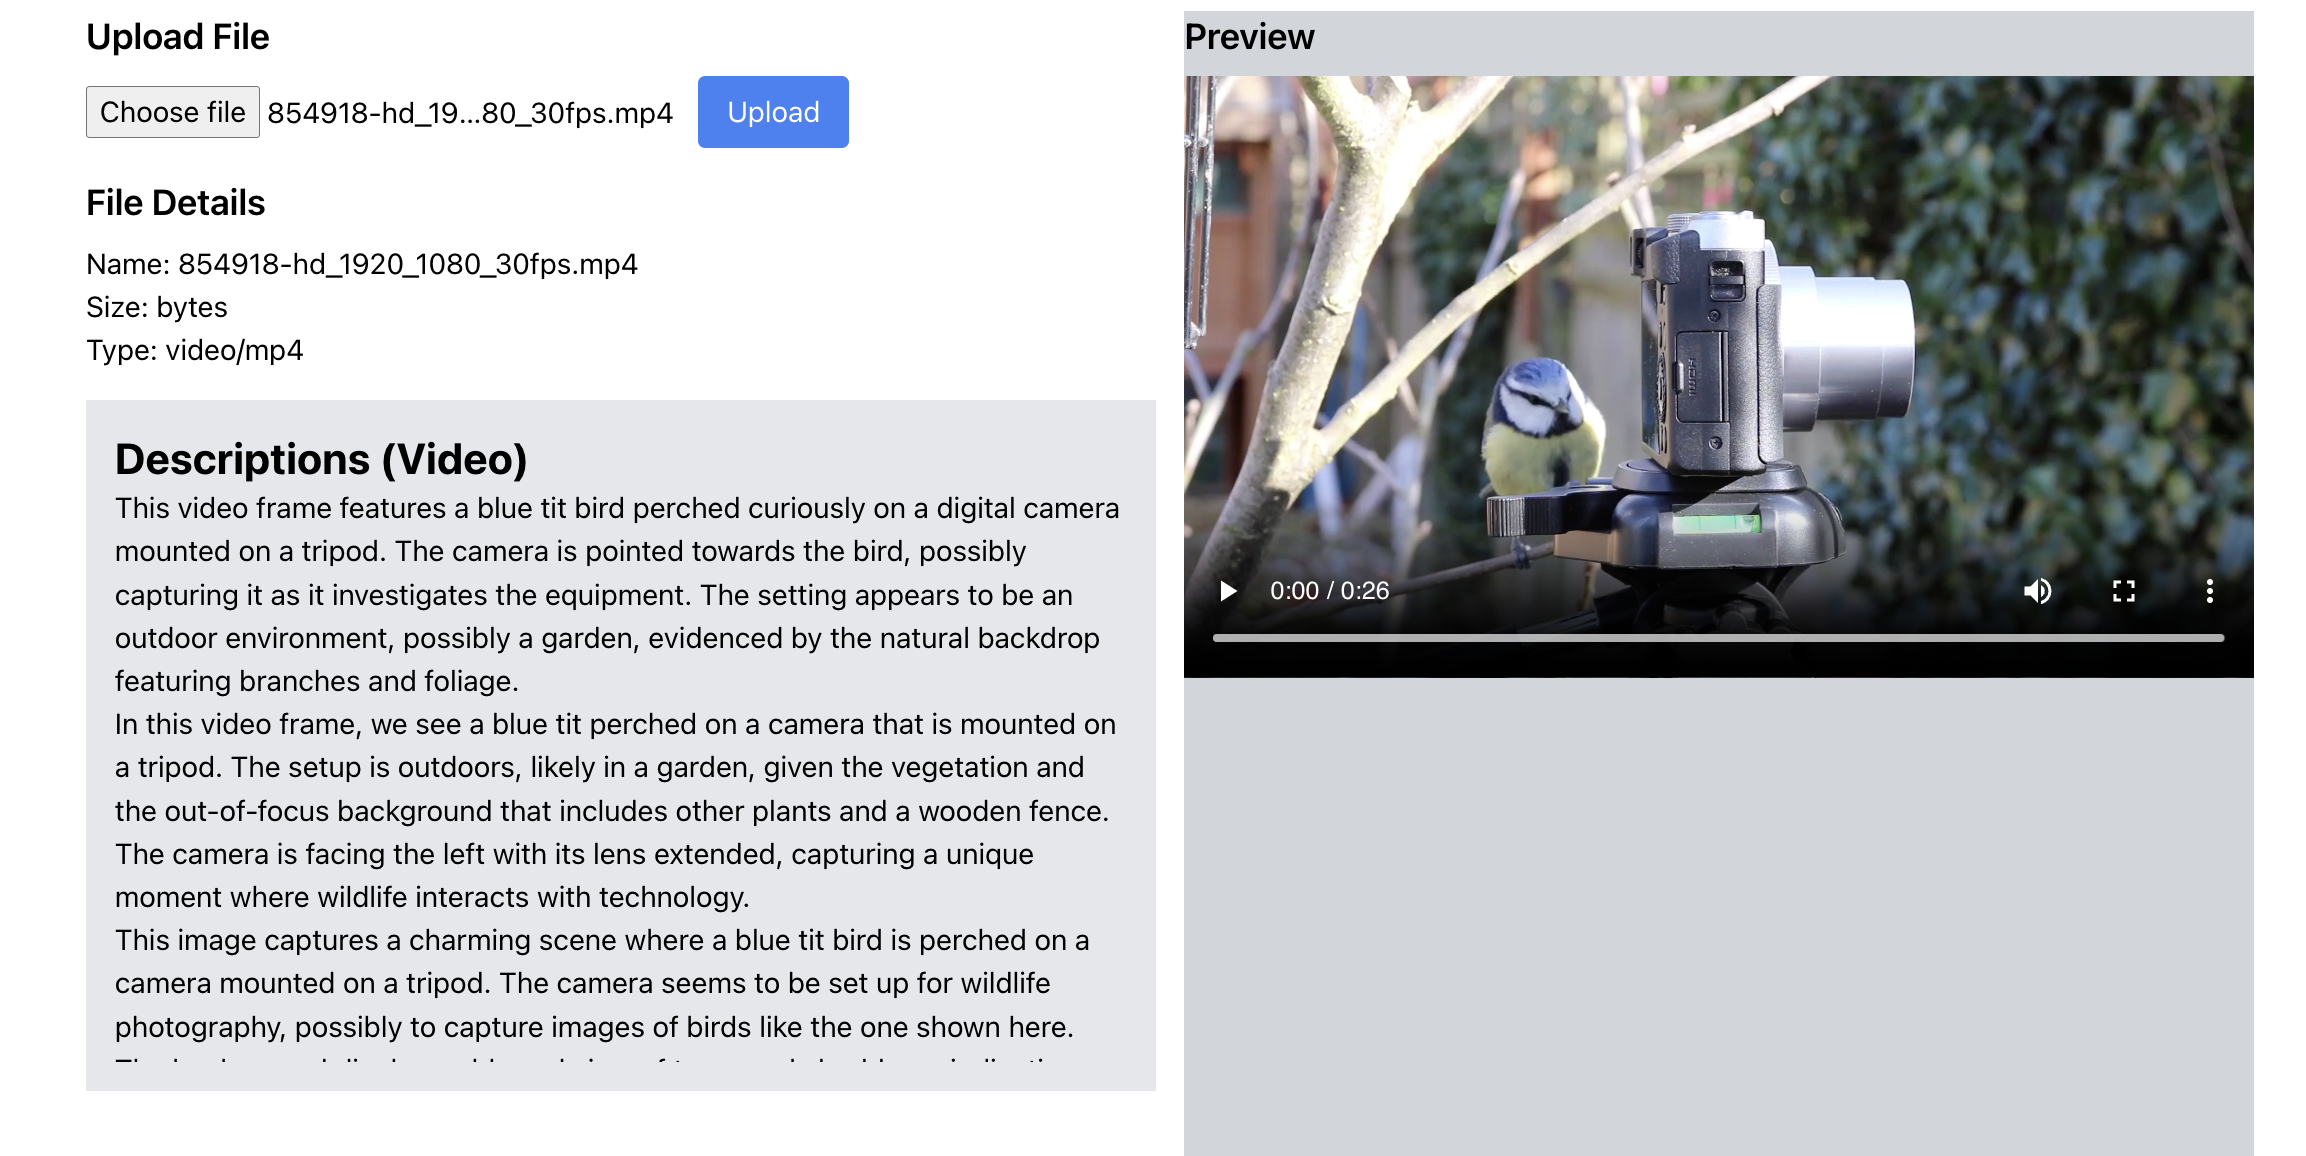 Upload File
Choose file 854918-hd_19...80_30fps.mp4 Upload
File Details
Name: 854918-hd_1920_1080_30fps.mp4
Size: bytes
Type: video/mp4
Descriptions (Video)
This video frame features a blue tit bird perched curiously on a digital camera
mounted on a tripod. The camera is pointed towards the bird, possibly
capturing it as it investigates the equipment. The setting appears to be an
outdoor environment, possibly a garden, evidenced by the natural backdrop
featuring branches and foliage.
In this video frame, we see a blue tit perched on a camera that is mounted on
a tripod. The setup is outdoors, likely in a garden, given the vegetation and
the out-of-focus background that includes other plants and a wooden fence.
The camera is facing the left with its lens extended, capturing a unique
moment where wildlife interacts with technology.
This image captures a charming scene where a blue tit bird is perched on a
camera mounted on a tripod. The camera seems to be set up for wildlife
photography, possibly to capture images of birds like the one shown here.
Preview
HDMI
0:00 / 0:26